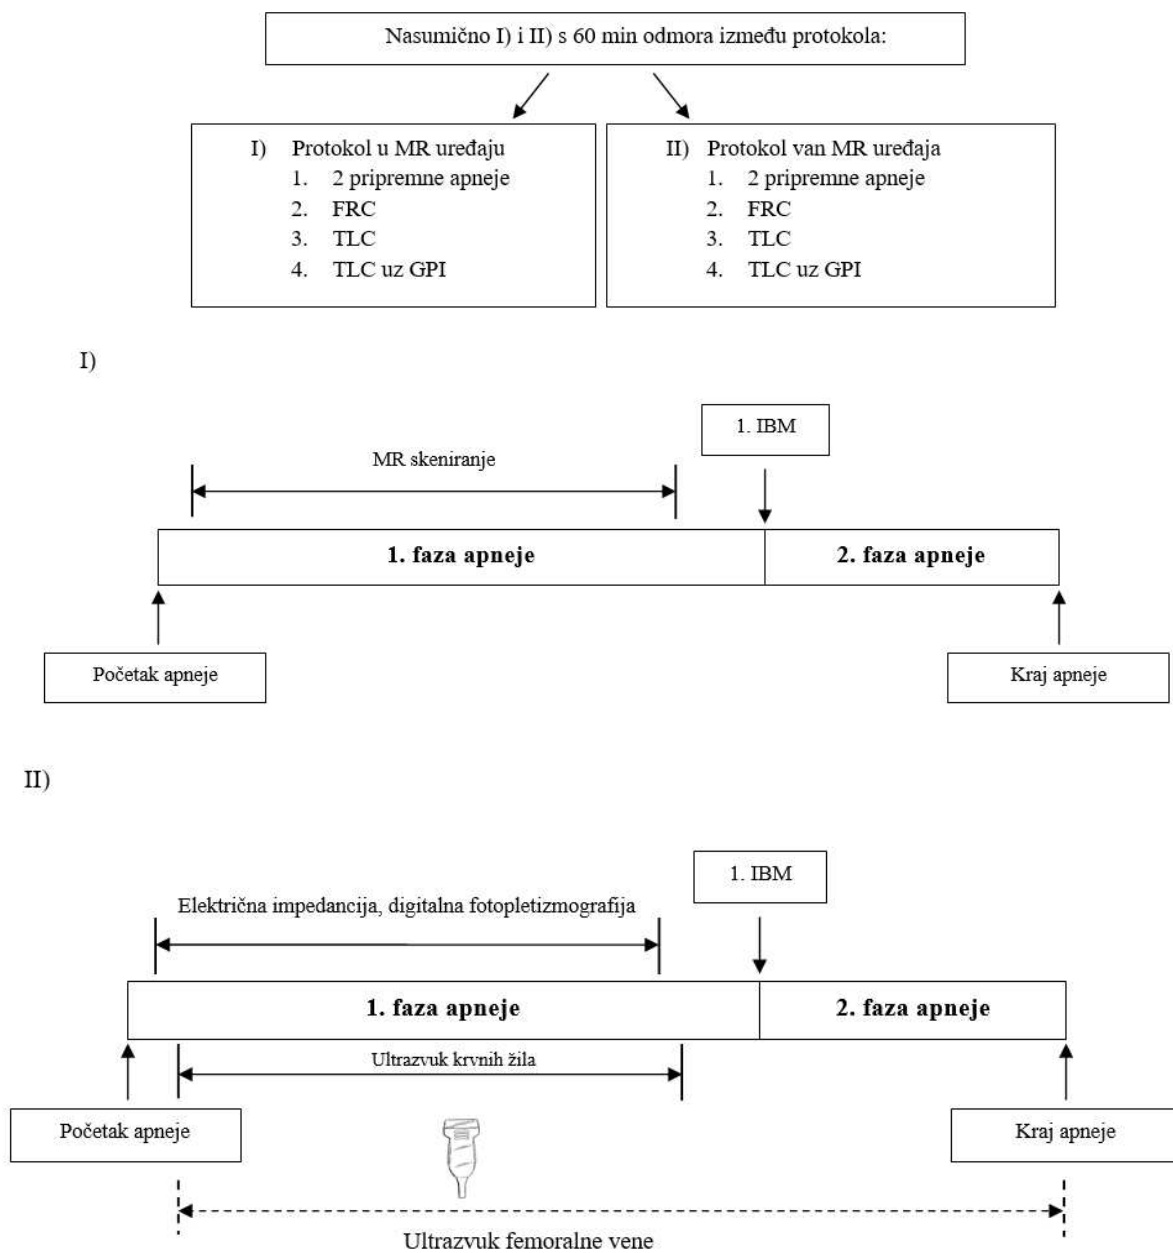 Nasumično I) i II) s 60 min odmora između protokola:
I) Protokol u MR uređaju
1. 2 pripremne apneje
2. FRC
3. TLC
4. TLC uz GPI
II) Protokol van MR uređaja
1. 2 pripremne apneje
2. FRC
3. TLC
4. TLC uz GPI
I)
1. IBM
MR skeniranje
1. faza apneje
2. faza apneje
Početak apneje
Kraj apneje
II)
1. IBM
Električna impedancija, digitalna fotopletizmografija
1. faza apneje
2. faza apneje
Ultrazvuk krvnih žila
Početak apneje
Kraj apneje
Ultrazvuk femoralne vene